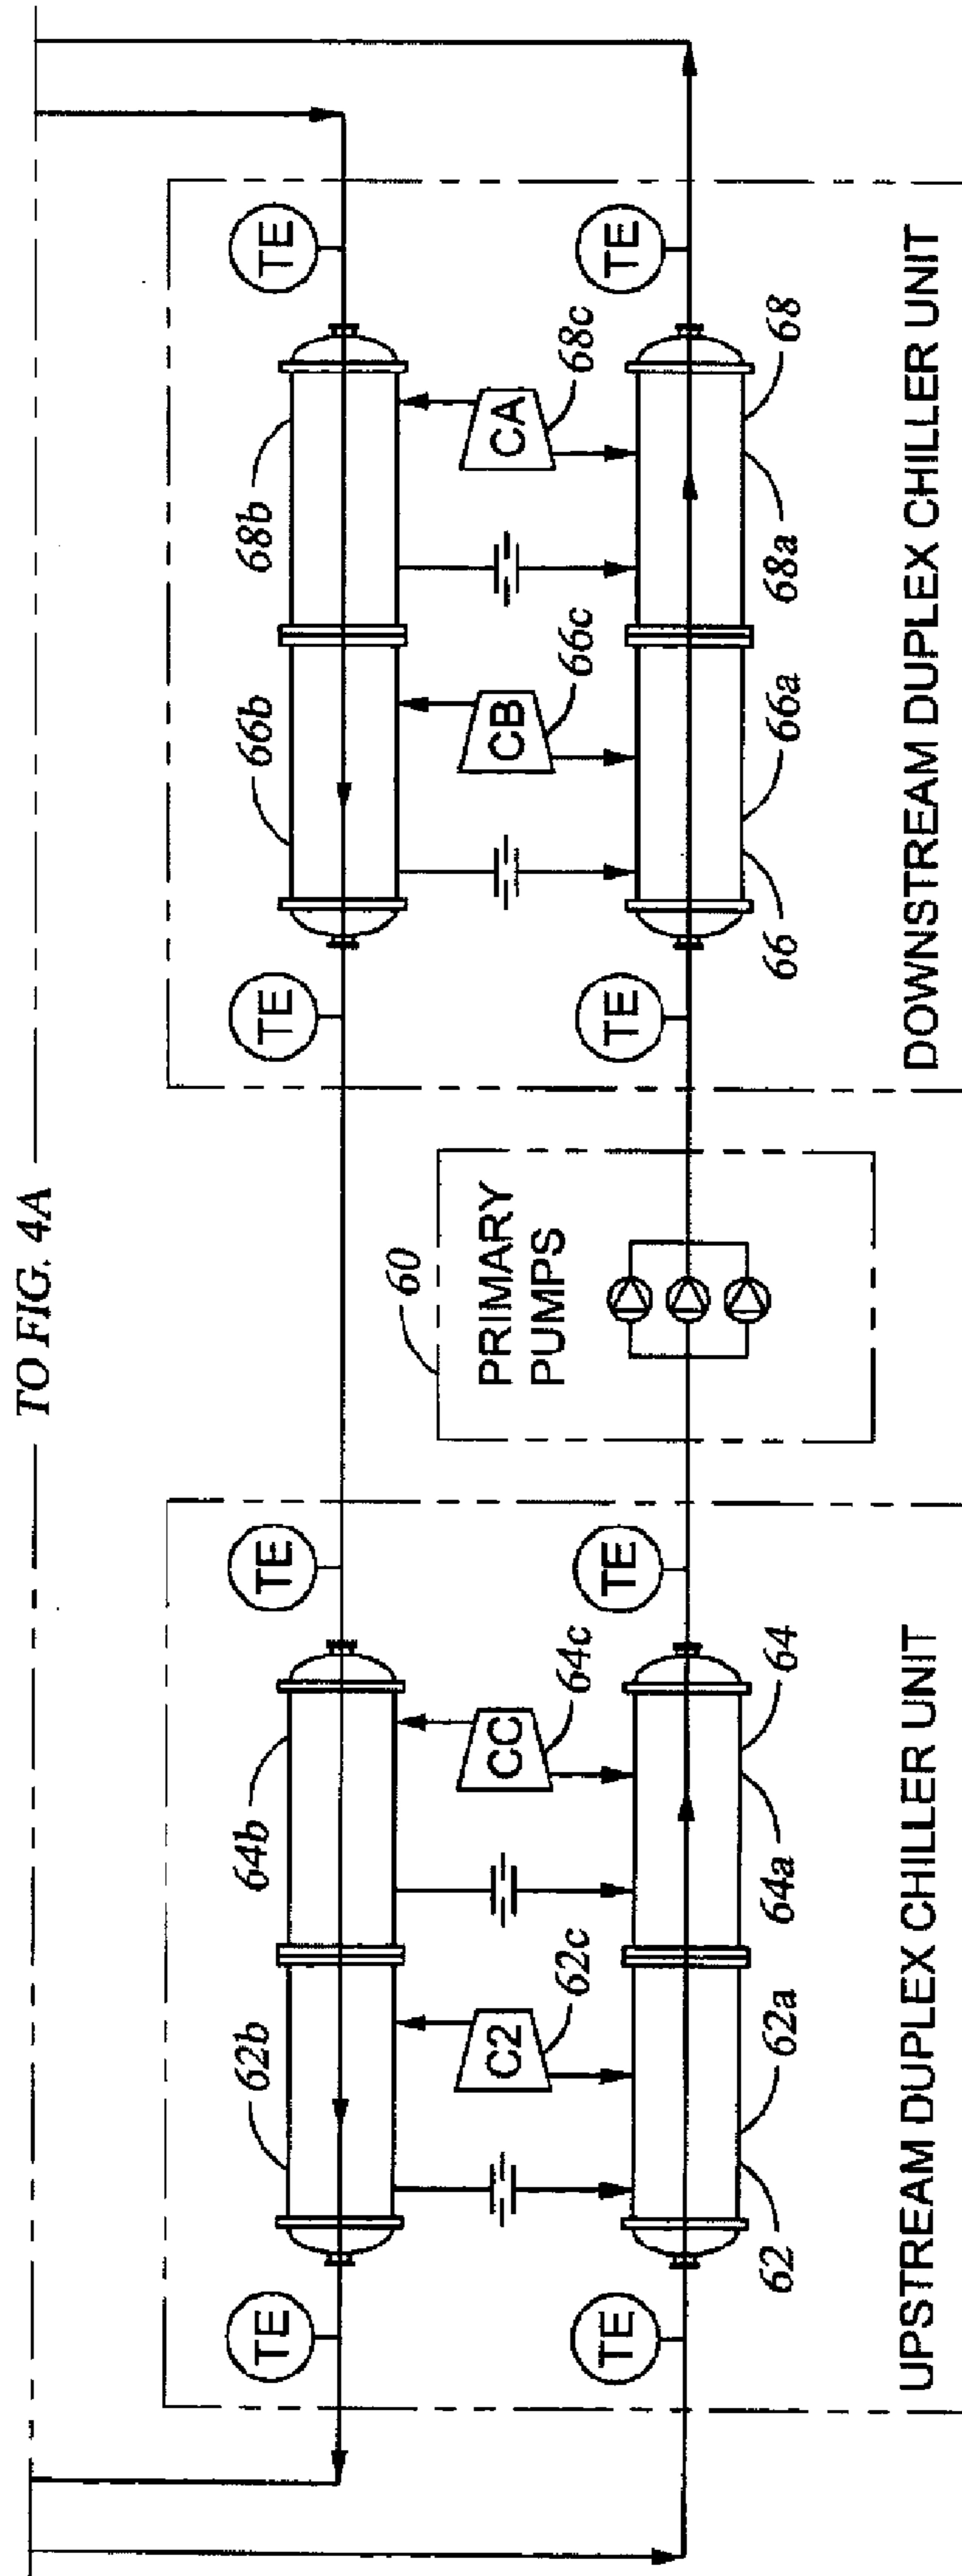 TO FIG. 4A
TE
TE
TE
TE
62b
64b
66b
68b
60
PRIMARY
PUMPS
C2
62c
CC
64c
CB
66c
CA
68c
TE
TE
TE
TE
62
62a
64a
64
66
66a
68a
68
UPSTREAM DUPLEX CHILLER UNIT
DOWNSTREAM DUPLEX CHILLER UNIT